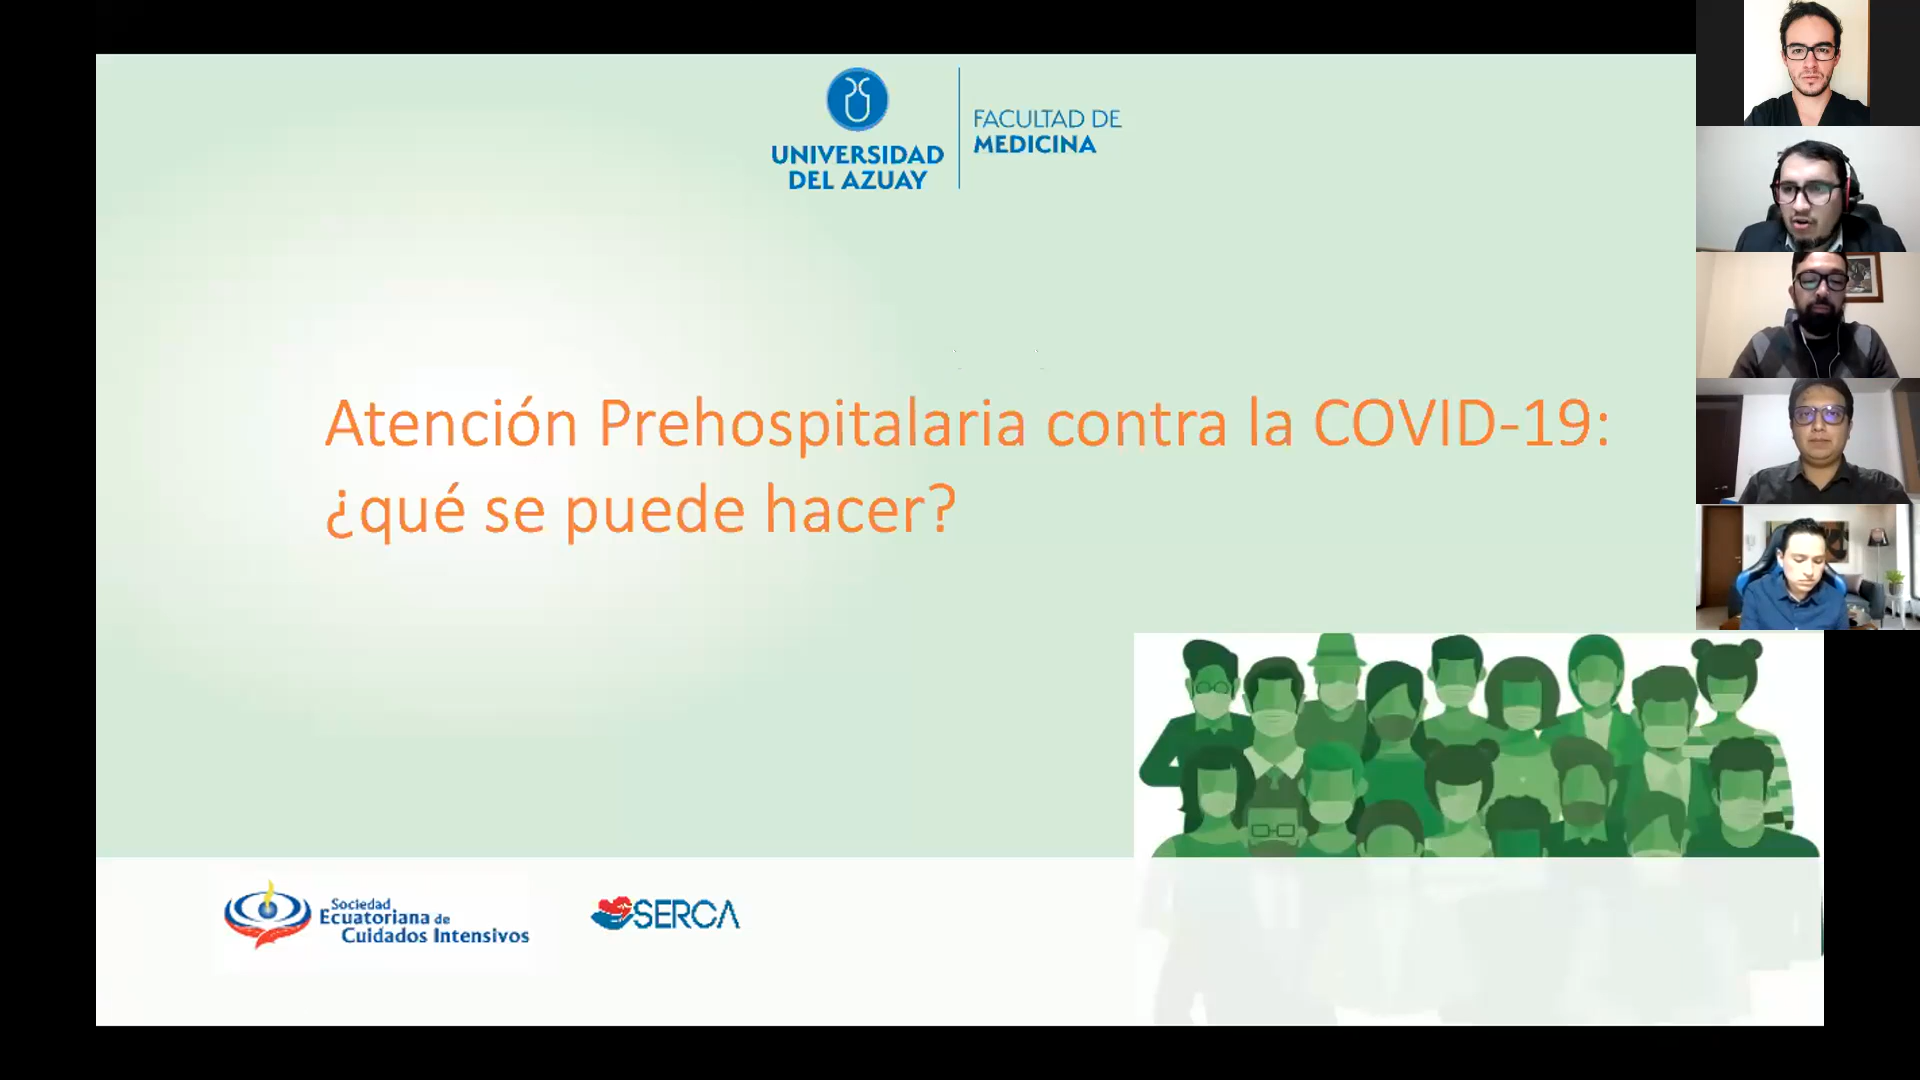 UNIVERSIDAD
DEL AZUAY
FACULTAD DE
MEDICINA
Atención Prehospitalaria contra la COVID-19:
¿qué se puede hacer?
Sociedad
Ecuatoriana de
Cuidados Intensivos
SERCA